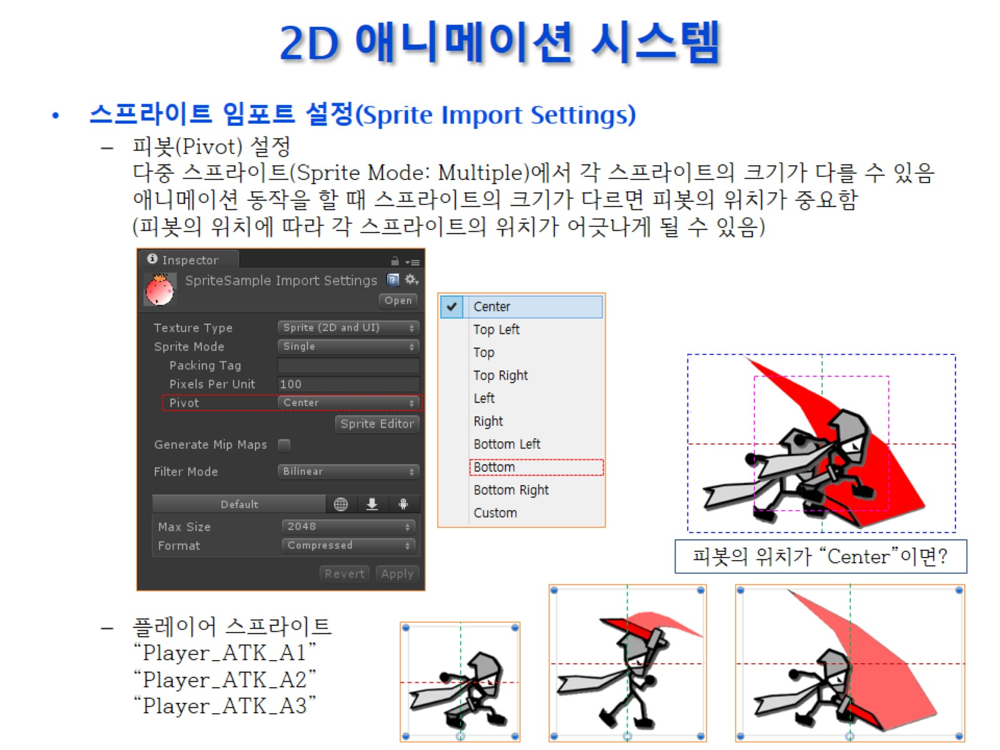 2D 애니메이션 시스템
• 스프라이트 임포트 설정(Sprite Import Settings)
– 피봇(Pivot) 설정
다중 스프라이트(Sprite Mode: Multiple)에서 각 스프라이트의 크기가 다를 수 있음
애니메이션 동작을 할 때 스프라이트의 크기가 다르면 피봇의 위치가 중요함
(피봇의 위치에 따라 각 스프라이트의 위치가 어긋나게 될 수 있음)
Inspector
SpriteSample Import Settings
Open
Texture Type Sprite (2D and UI)
Sprite Mode Single
Packing Tag
Pixels Per Unit 100
Pivot Center
Sprite Editor
Generate Mip Maps
Filter Mode Bilinear
Default
Max Size 2048
Format Compressed
Revert Apply
Center
Top Left
Top
Top Right
Left
Right
Bottom Left
Bottom
Bottom Right
Custom
피봇의 위치가 “Center”이면?
– 플레이어 스프라이트
“Player_ATK_A1”
“Player_ATK_A2”
“Player_ATK_A3”